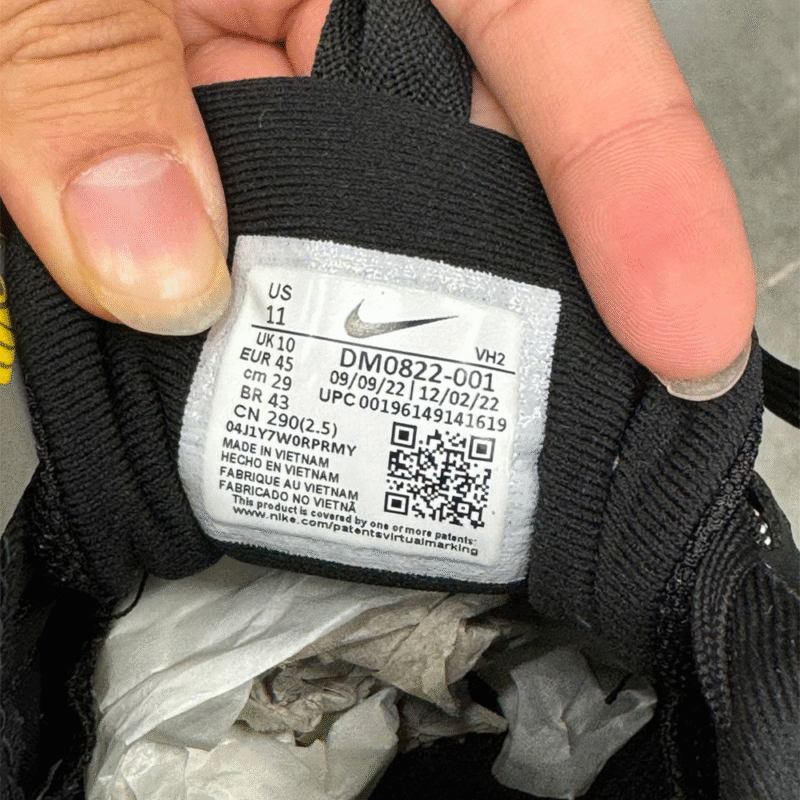 US
11
VH2
UK 10
EUR 45
cm 29
BR 43
CN 290(2.5)
DM0822-001
09/09/22 | 12/02/22
UPC 00196149141619
04J1Y7W0RPRMY
MADE IN VIETNAM
HECHO EN VIETNAM
FABRIQUE AU VIETNAM
FABRICADO NO VIETNÃ
This product is covered by one or more patents:
www.nike.com/patentsvirtualmarking